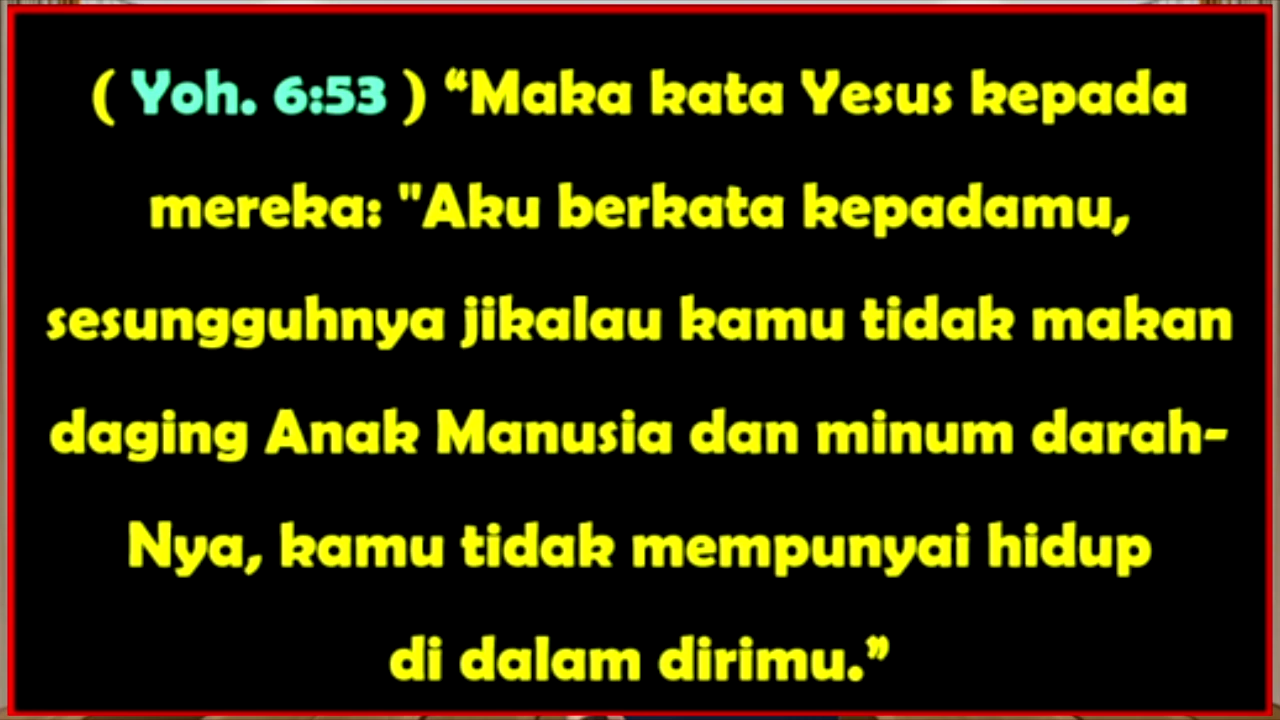 ( Yoh. 6:53 ) “Maka kata Yesus kepada
mereka: "Aku berkata kepadamu,
sesungguhnya jikalau kamu tidak makan
daging Anak Manusia dan minum darah-
Nya, kamu tidak mempunyai hidup
di dalam dirimu.”